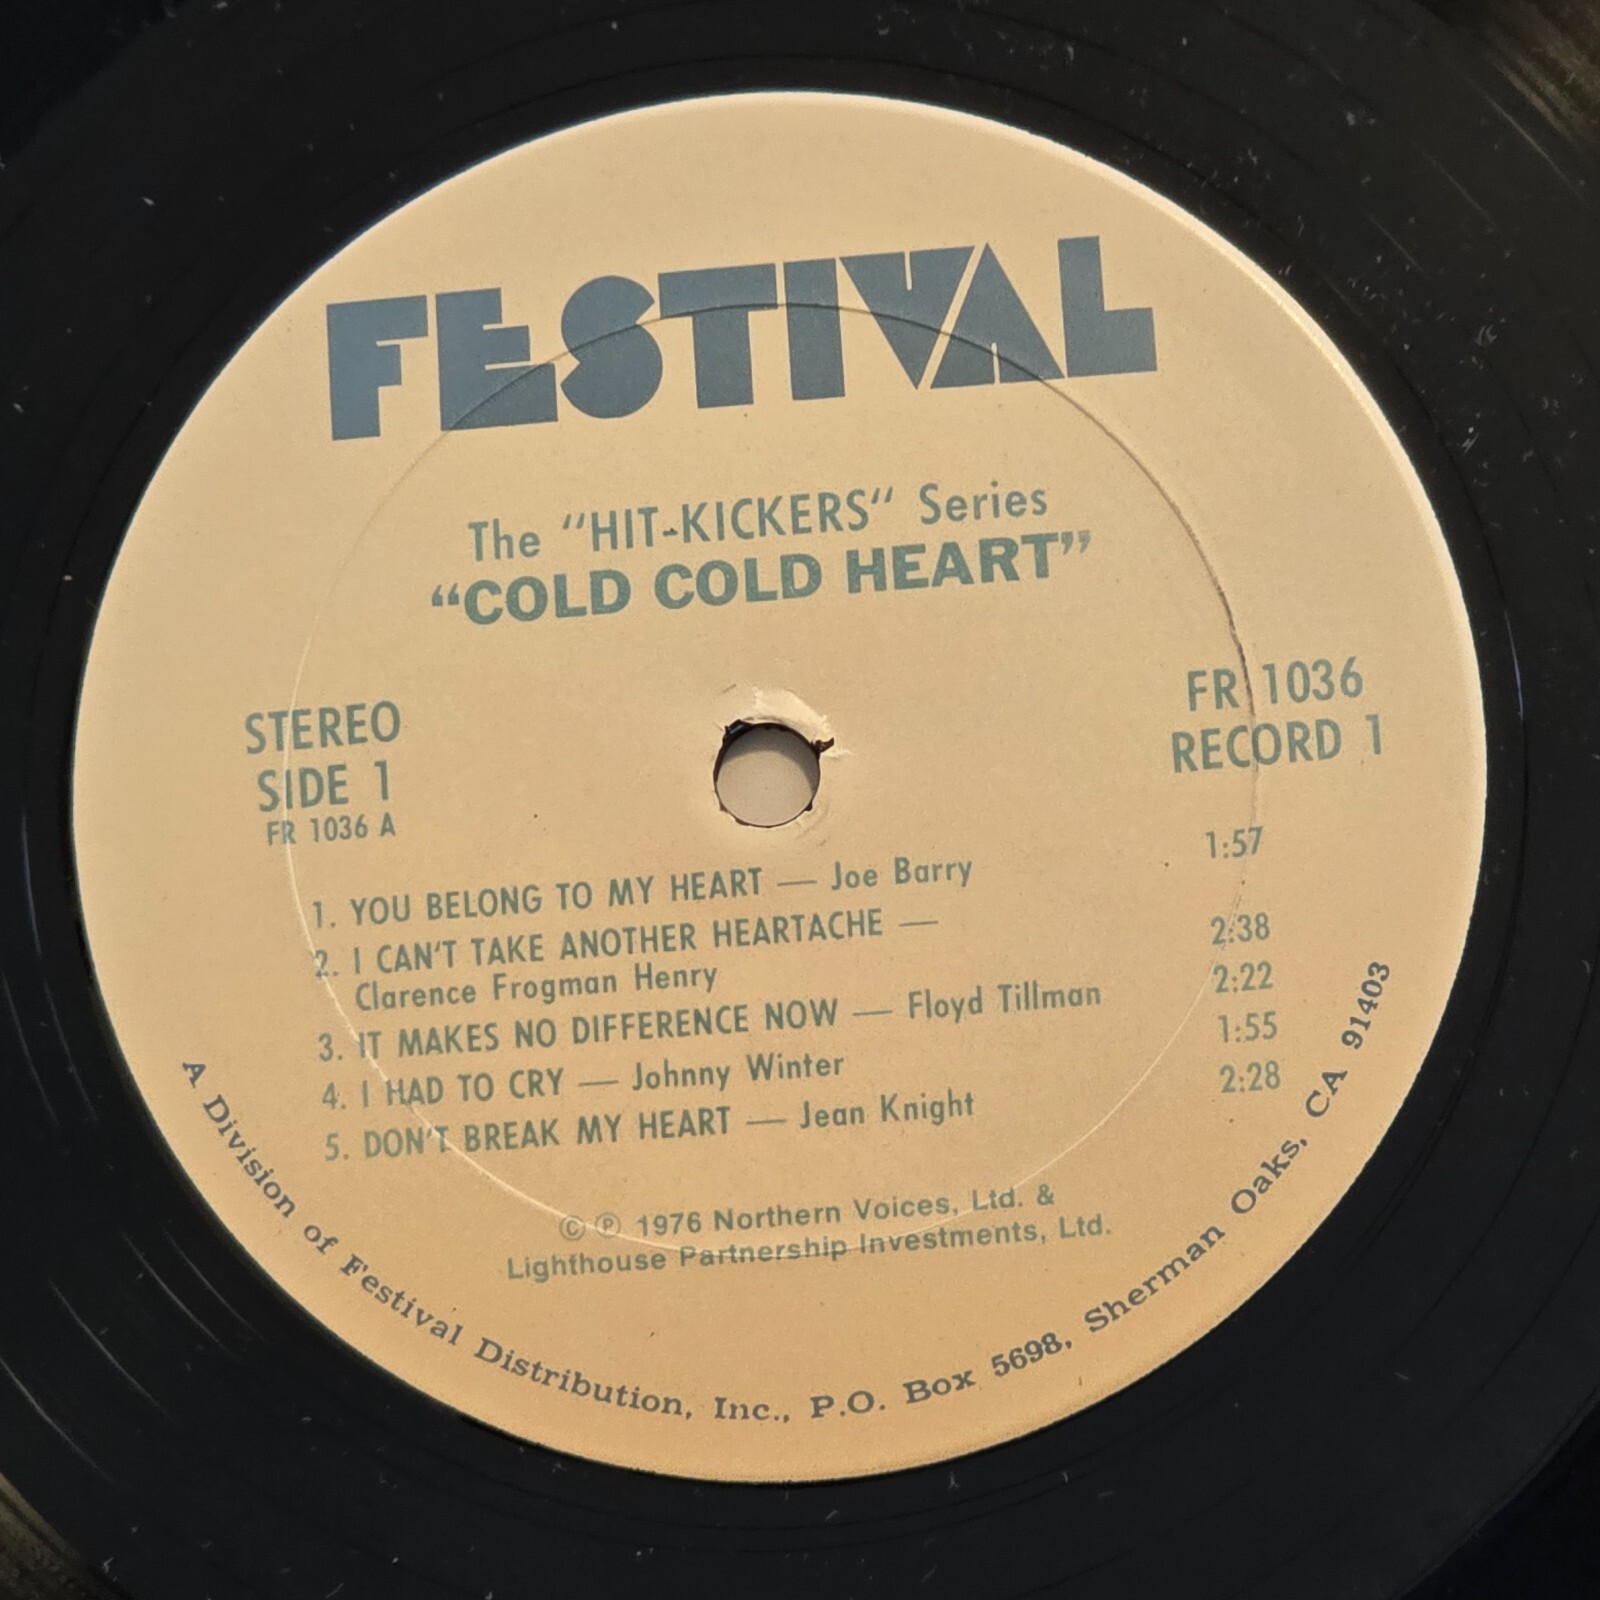 FESTIVAL
The "HIT-KICKERS" Series
"COLD COLD HEART"
STEREO
SIDE 1
FR 1036 A
FR 1036
RECORD 1
1. YOU BELONG TO MY HEART — Joe Barry 1:57
2. I CAN'T TAKE ANOTHER HEARTACHE —
Clarence Frogman Henry 2:38
3. IT MAKES NO DIFFERENCE NOW — Floyd Tillman 2:22
4. I HAD TO CRY — Johnny Winter 1:55
5. DON'T BREAK MY HEART — Jean Knight 2:28
© ℗ 1976 Northern Voices, Ltd. &
Lighthouse Partnership Investments, Ltd.
A Division of Festival Distribution, Inc., P.O. Box 5698, Sherman Oaks, CA 91403